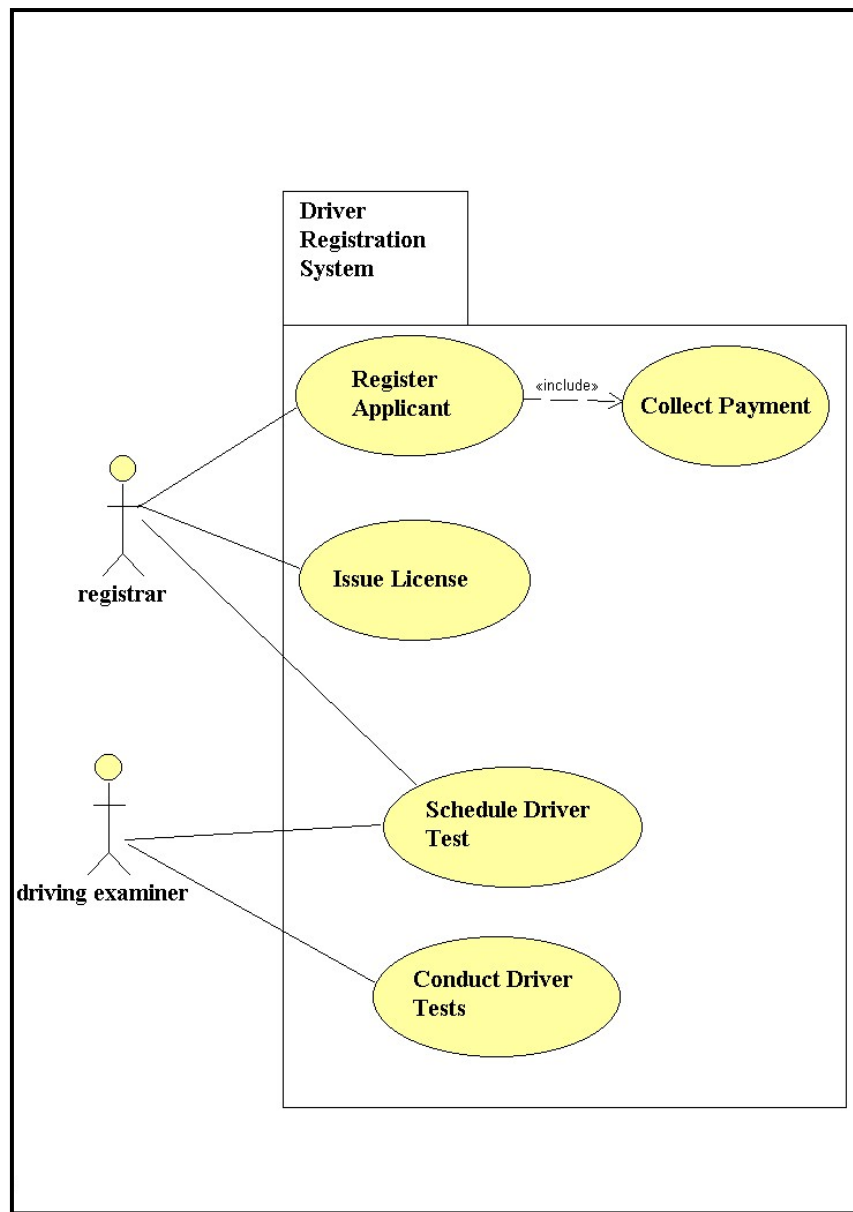 Driver
Registration
System
Register
Applicant
«include»
Collect Payment
Issue License
registrar
Schedule Driver
Test
driving examiner
Conduct Driver
Tests